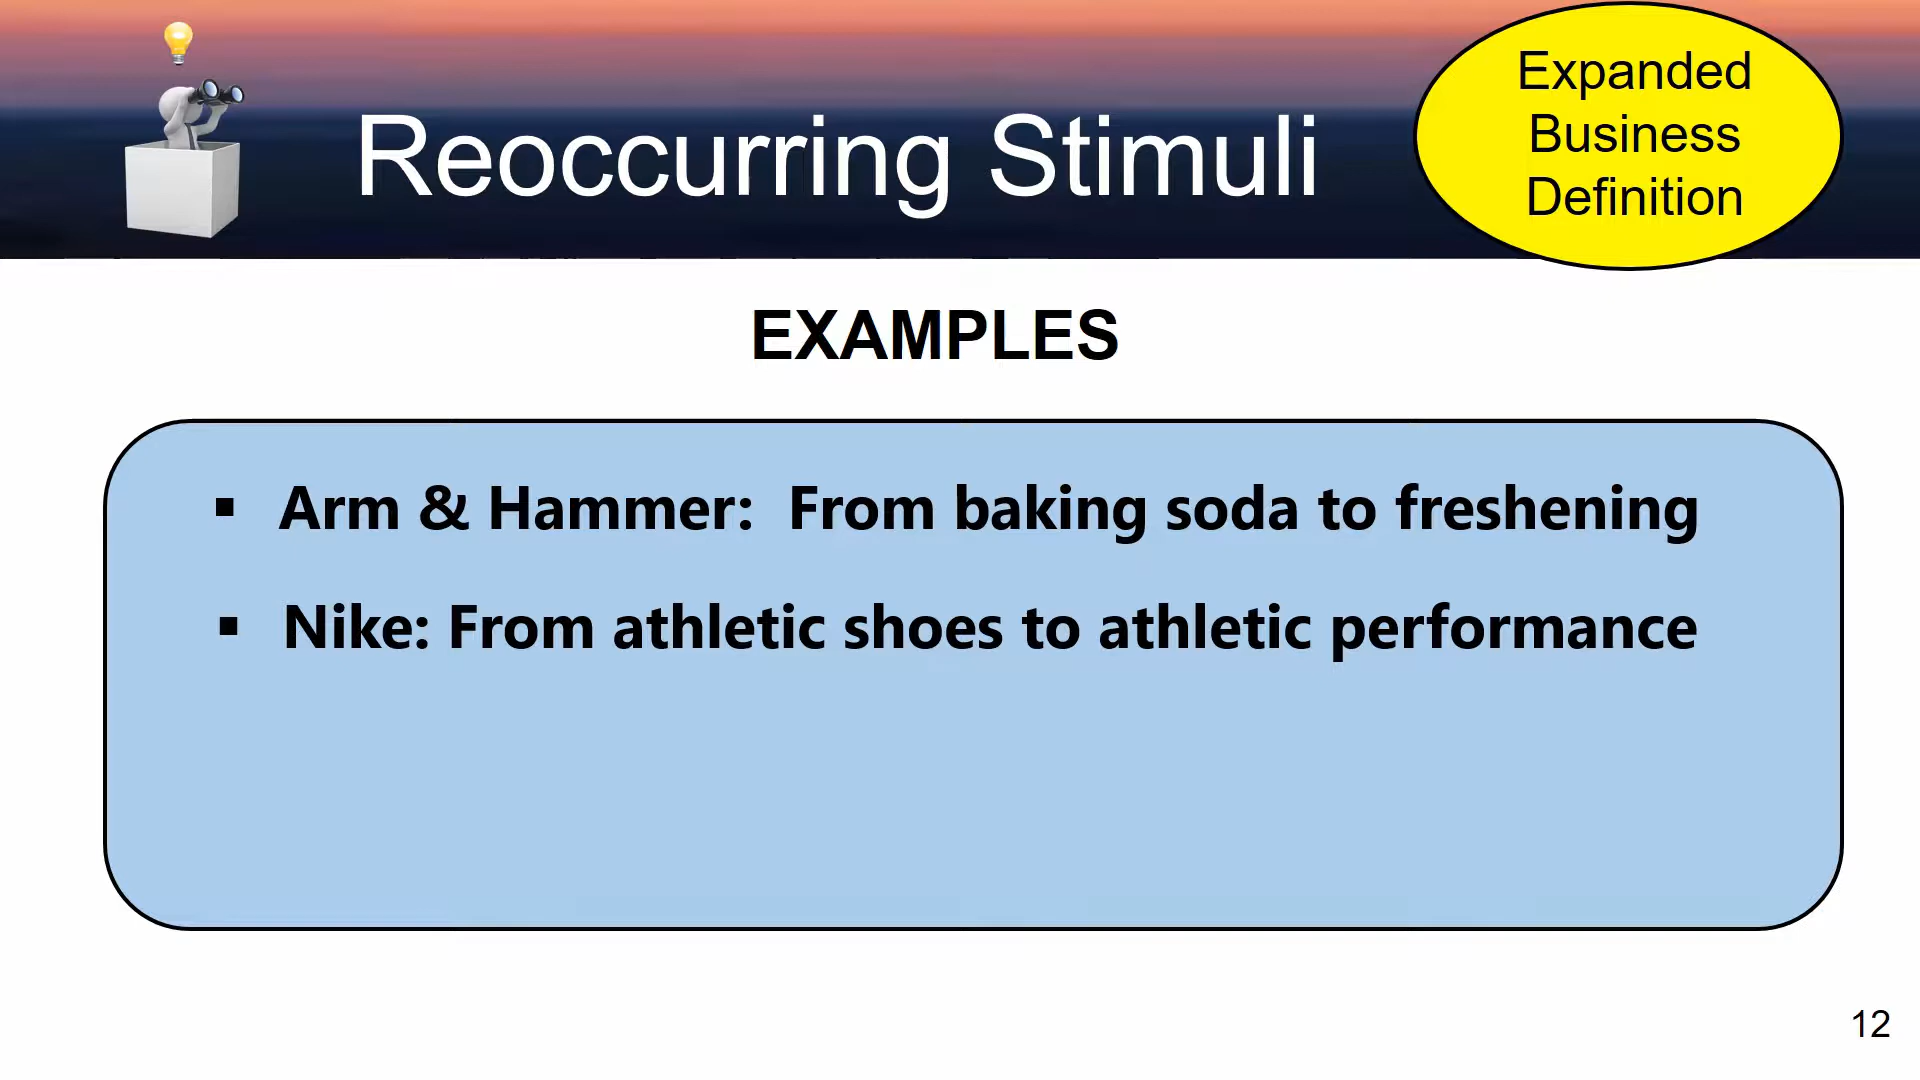 Reoccurring Stimuli
Expanded
Business
Definition
EXAMPLES
▪ Arm & Hammer:  From baking soda to freshening
▪ Nike: From athletic shoes to athletic performance
12